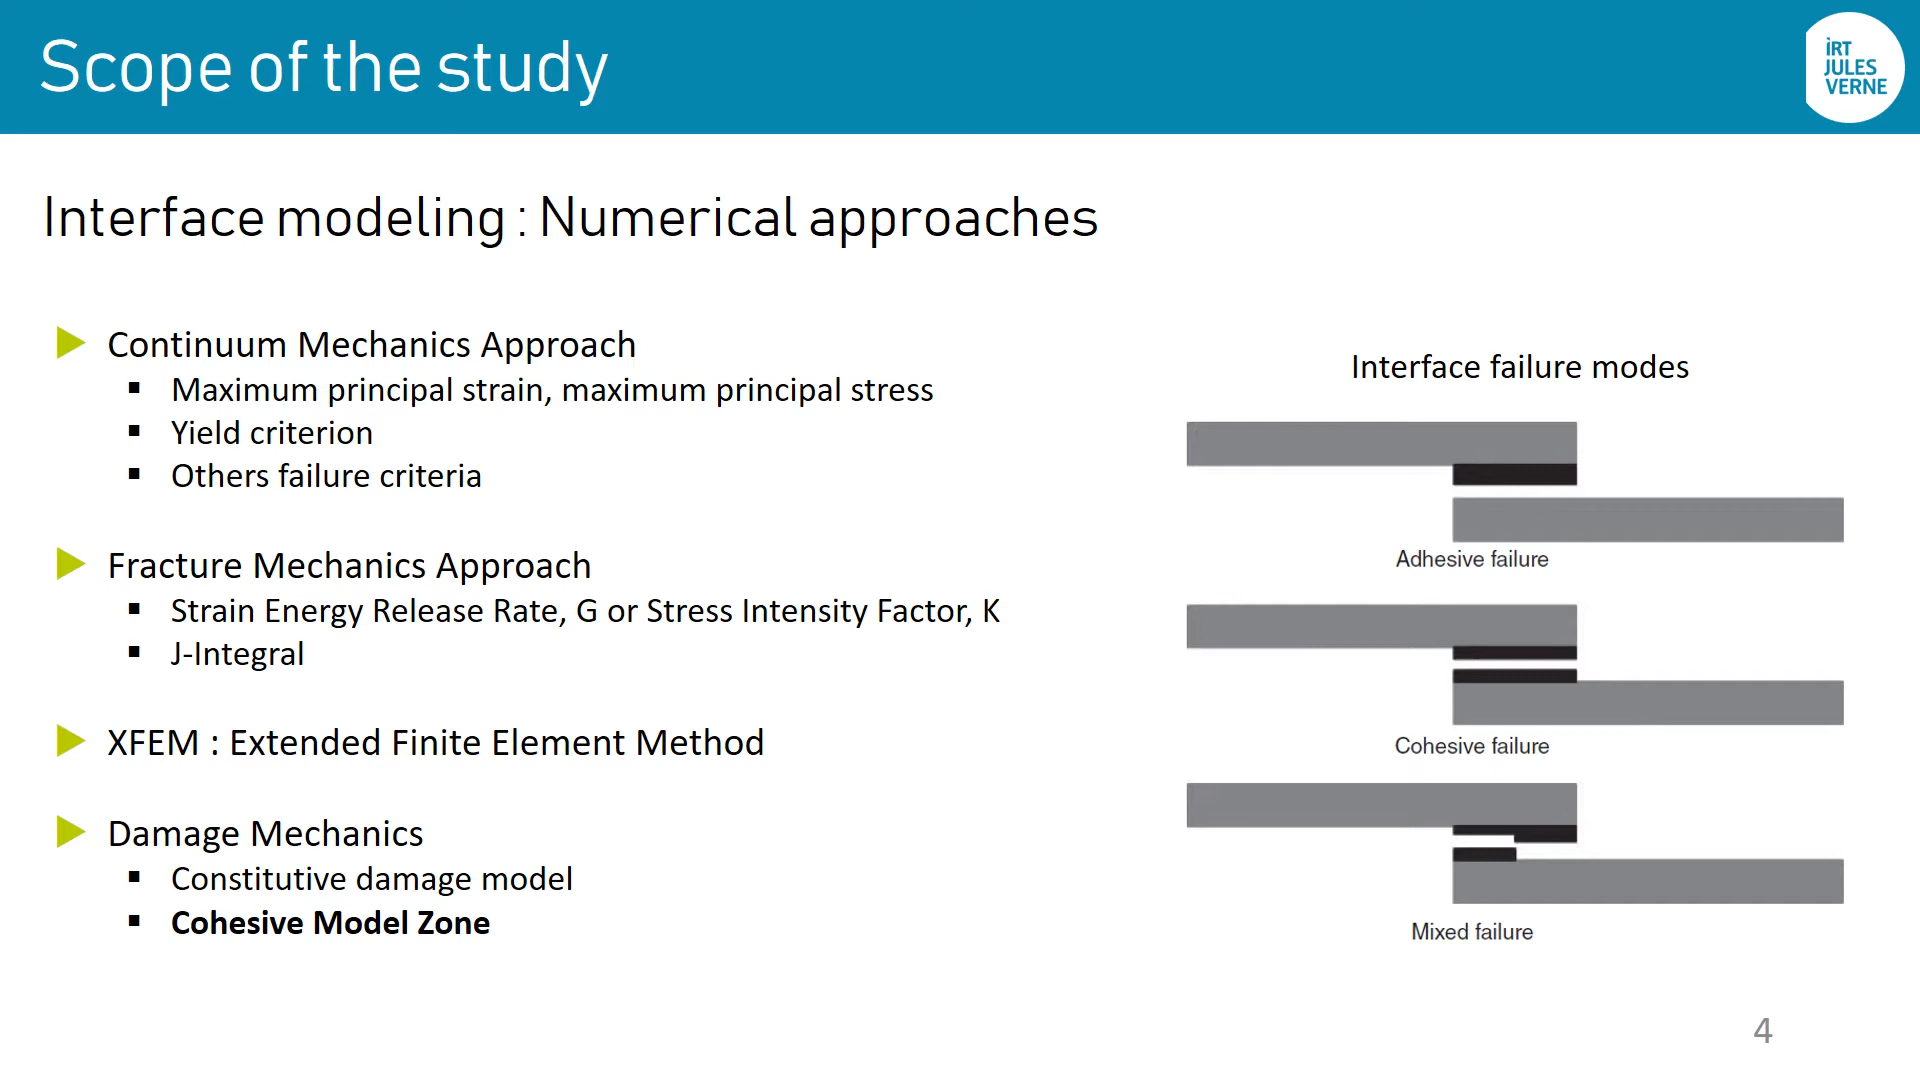 Scope of the study
iRT
JULES
VERNE
Interface modeling : Numerical approaches
Continuum Mechanics Approach
Maximum principal strain, maximum principal stress
Yield criterion
Others failure criteria
Fracture Mechanics Approach
Strain Energy Release Rate, G or Stress Intensity Factor, K
J-Integral
XFEM : Extended Finite Element Method
Damage Mechanics
Constitutive damage model
Cohesive Model Zone
Interface failure modes
Adhesive failure
Cohesive failure
Mixed failure
4